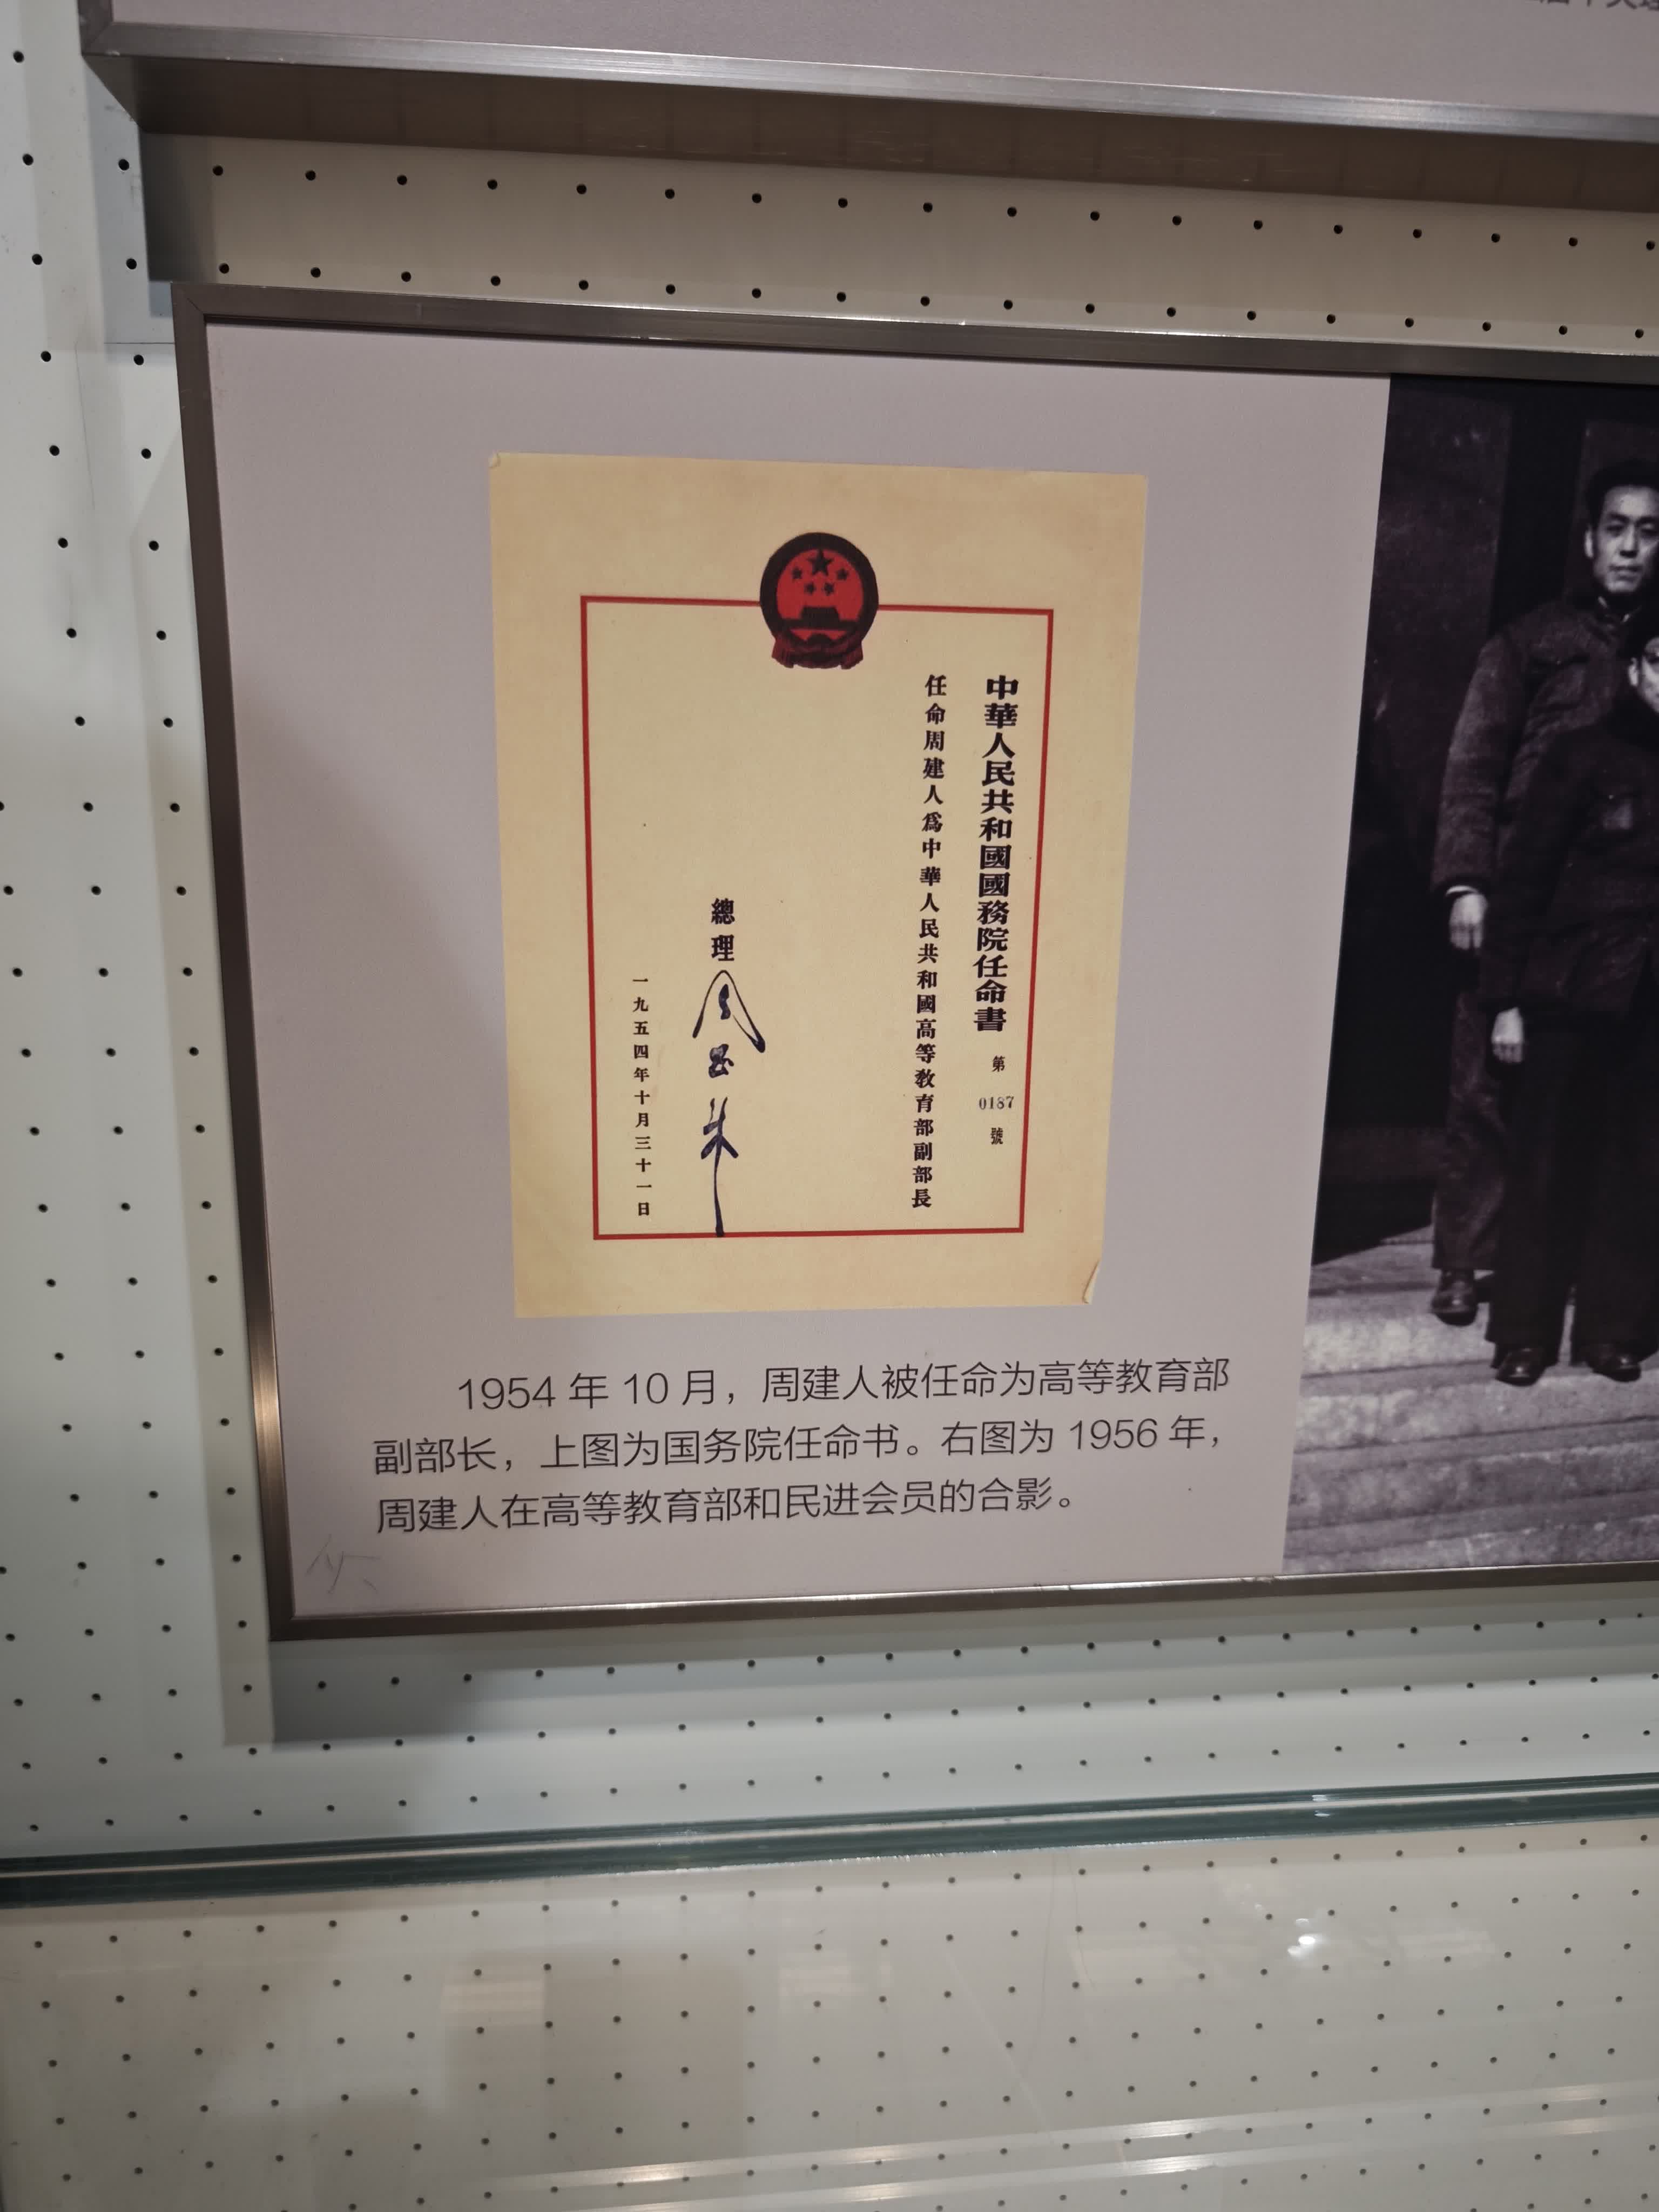 中華人民共和國國務院任命書 第 0187 號
任命周建人爲中華人民共和國高等教育部副部長
總理 周恩来
一九五四年十月三十一日
1954 年 10 月，周建人被任命为高等教育部
副部长，上图为国务院任命书。右图为 1956 年，
周建人在高等教育部和民进会员的合影。